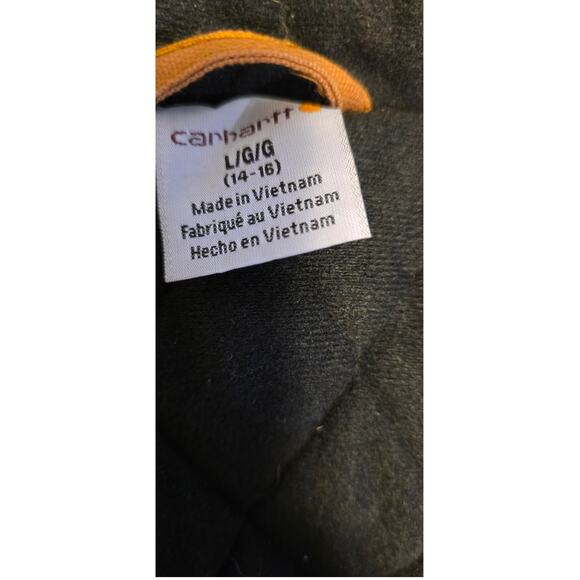 carhartt
L/G/G
(14-16)
Made in Vietnam
Fabriqué au Vietnam
Hecho en Vietnam